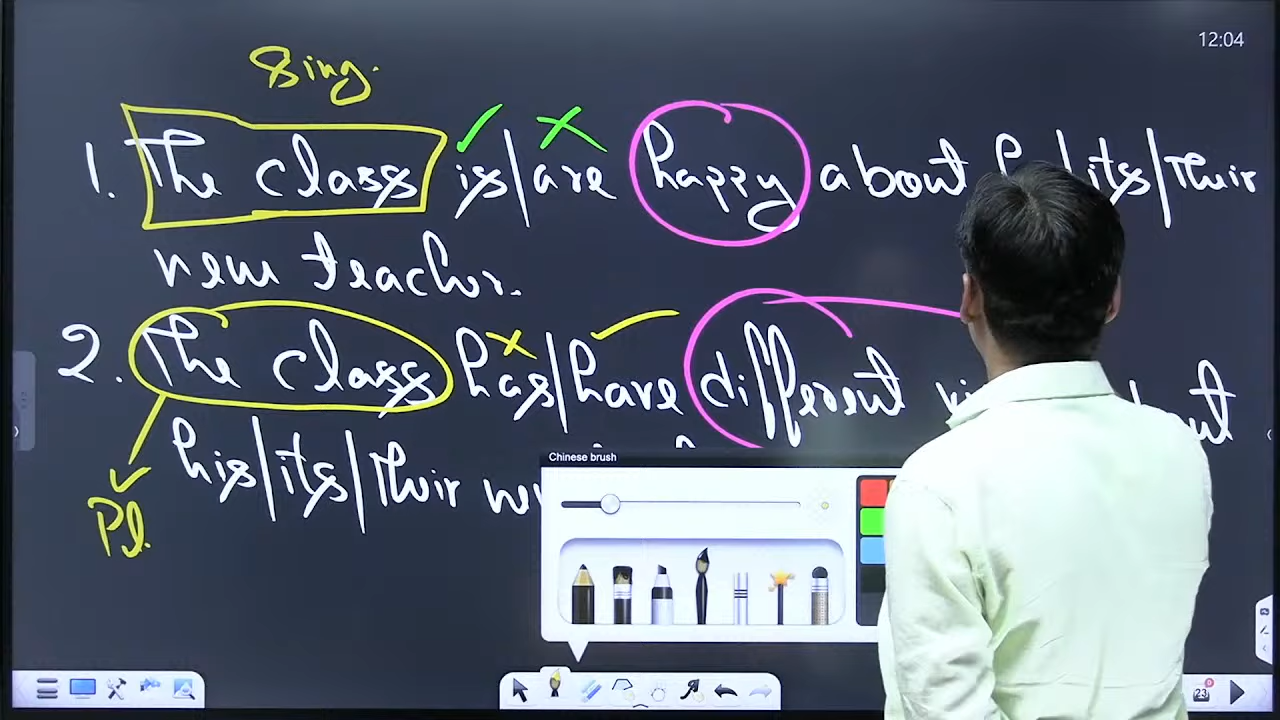 12:04
Sing.
1. The class is/are happy about its/their
new teacher.
2. The class has/have different
his/its/their
Pl.
Chinese brush
23